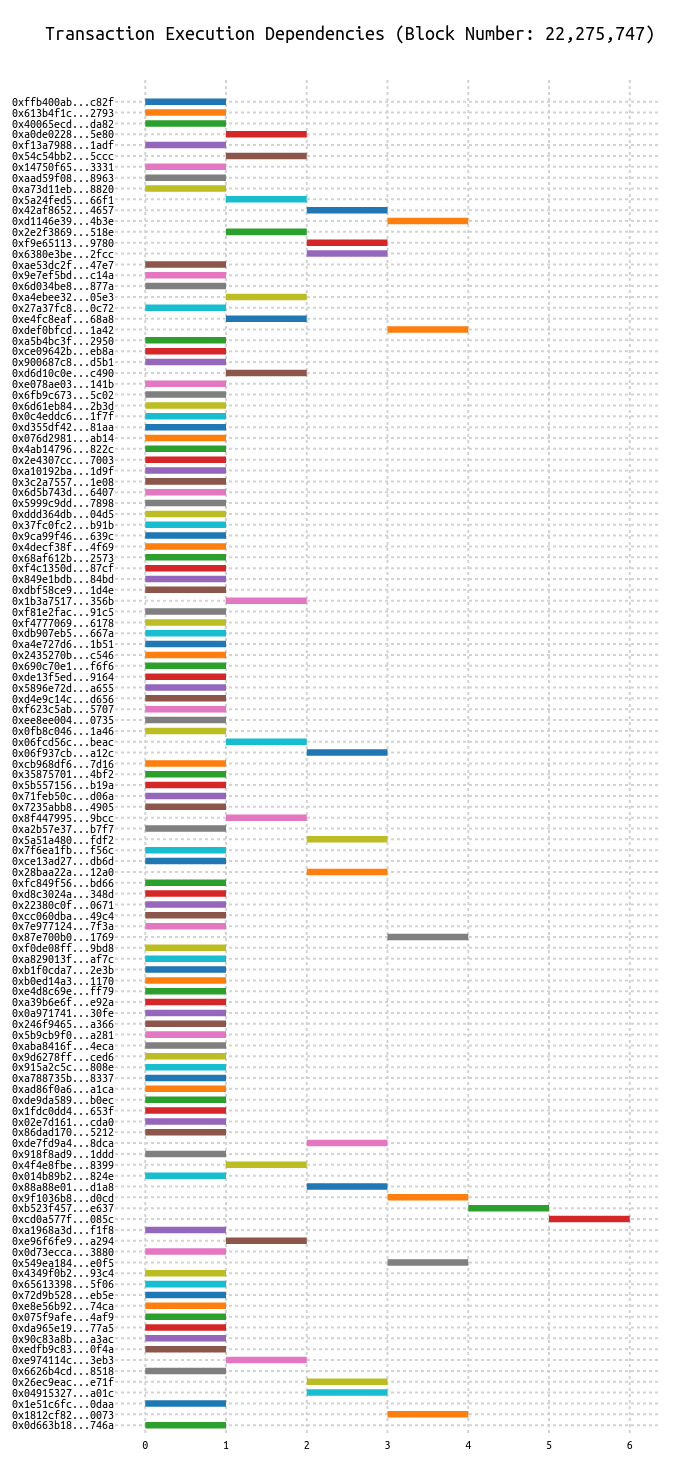 Transaction Execution Dependencies (Block Number: 22,275,747)
0xffb400ab...c82f
0x613b4f1c...2793
0x40065ecd...da82
0xa0de0228...5e80
0xf13a7988...1adf
0x54c54bb2...5ccc
0x14750f65...3331
0xaad59f08...8963
0xa73d11eb...8820
0x5a24fed5...66f1
0x42af8652...4657
0xd1146e39...4b3e
0x2e2f3869...518e
0xf9e65113...9780
0x6380e3be...2fcc
0xae53dc2f...47e7
0x9e7ef5bd...c14a
0x6d034be8...877a
0xa4ebee32...05e3
0x27a37fc8...0c72
0xe4fc8eaf...68a8
0xdef0bfcd...1a42
0xa5b4bc3f...2950
0xce09642b...eb8a
0x900687c8...d5b1
0xd6d10c0e...c490
0xe078ae03...141b
0x6fb9c673...5c02
0x6d61eb84...2b3d
0x0c4eddc6...1f7f
0xd355df42...81aa
0x076d2981...ab14
0x4ab14796...822c
0x2e4307cc...7003
0xa10192ba...1d9f
0x3c2a7557...1e08
0x6d5b743d...6407
0x5999c9dd...7898
0xddd364db...04d5
0x37fc0fc2...b91b
0x9ca99f46...639c
0x4decf38f...4f69
0x68af612b...2573
0xf4c1350d...87cf
0x849e1bdb...84bd
0xdbf58ce9...1d4e
0x1b3a7517...356b
0xf81e2fac...91c5
0xf4777069...6178
0xdb907eb5...667a
0xa4e727d6...1b51
0x2435270b...c546
0x690c70e1...f6f6
0xde13f5ed...9164
0x5896e72d...a655
0xd4e9c14c...d656
0xf623c5ab...5707
0xee8ee004...0735
0x0fb8c046...1a46
0x06fcd56c...beac
0x06f937cb...a12c
0xcb968df6...7d16
0x35875701...4bf2
0x5b557156...b19a
0x71feb50c...d06a
0x7235abb8...4905
0x8f447995...9bcc
0xa2b57e37...b7f7
0x5a51a480...fdf2
0x7f6ea1fb...f56c
0xce13ad27...db6d
0x28baa22a...12a0
0xfc849f56...bd66
0xd8c3024a...348d
0x22380c0f...0671
0xcc060dba...49c4
0x7e977124...7f3a
0x87e700b0...1769
0xf0de08ff...9bd8
0xa829013f...af7c
0xb1f0cda7...2e3b
0xb0ed14a3...1170
0xe4d8c69e...ff79
0xa39b6e6f...e92a
0x0a971741...30fe
0x246f9465...a366
0x5b9cb9f0...a281
0xaba8416f...4eca
0x9d6278ff...ced6
0x915a2c5c...808e
0xa788735b...8337
0xad86f0a6...a1ca
0xde9da589...b0ec
0x1fdc0dd4...653f
0x02e7d161...cda0
0x86dad170...5212
0xde7fd9a4...8dca
0x918f8ad9...1ddd
0x4f4e8fbe...8399
0x014b89b2...824e
0x88a88e01...d1a8
0x9f1036b8...d0cd
0xb523f457...e637
0xcd0a577f...085c
0xa1968a3d...f1f8
0xe96f6fe9...a294
0x0d73ecca...3880
0x549ea184...e0f5
0x4349f0b2...93c4
0x65613398...5f06
0x72d9b528...eb5e
0xe8e56b92...74ca
0x075f9afe...4af9
0xda965e19...77a5
0x90c83a8b...a3ac
0xedfb9c83...0f4a
0xe974114c...3eb3
0x6626b4cd...8518
0x26ec9eac...e71f
0x04915327...a01c
0x1e51c6fc...0daa
0x1812cf82...0073
0x0d663b18...746a
0 1 2 3 4 5 6